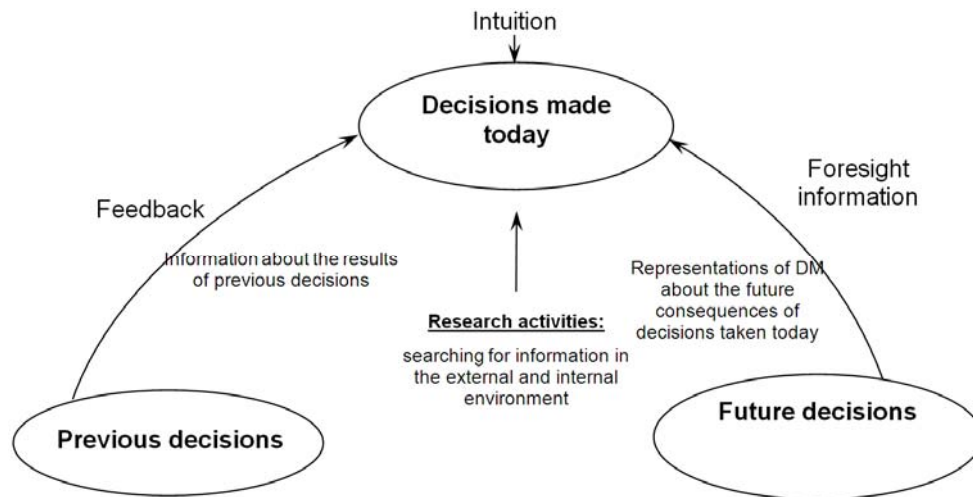 Intuition
Decisions made
today
Foresight
information
Feedback
Information about the results
of previous decisions
Representations of DM
about the future
consequences of
decisions taken today
Research activities:
searching for information in
the external and internal
environment
Previous decisions
Future decisions